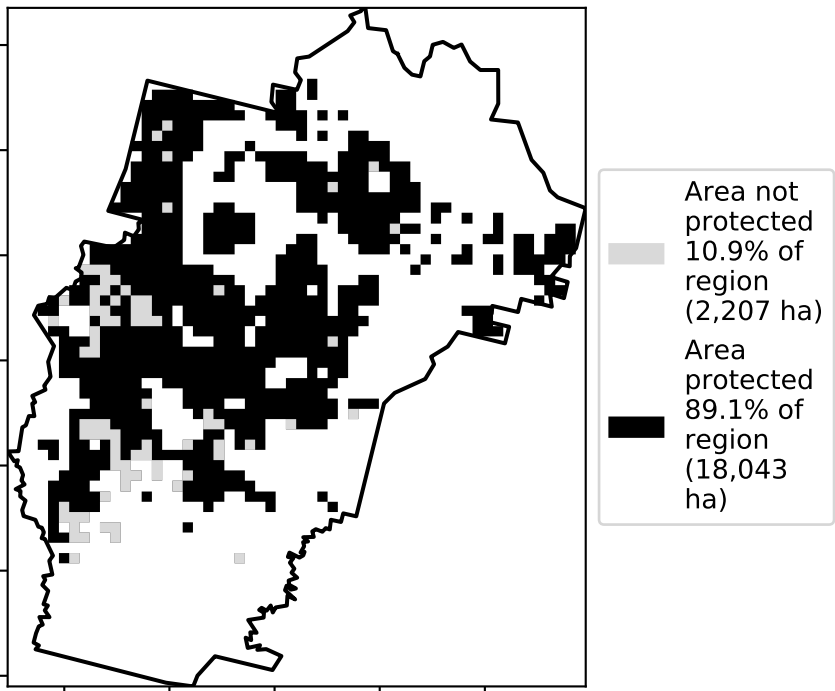 Area not
protected
10.9% of
region
(2,207 ha)
Area
protected
89.1% of
region
(18,043
ha)